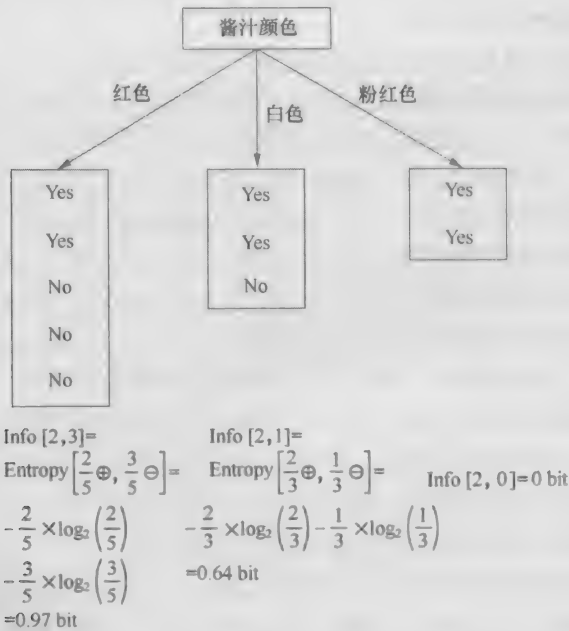 酱汁颜色
红色
白色
粉红色
Yes
Yes
No
No
No
Yes
Yes
No
Yes
Yes
Info [2,3]=
Entropy[2/5⊕, 3/5⊖]=
-2/5×log₂(2/5)
-3/5×log₂(3/5)
=0.97 bit
Info [2,1]=
Entropy[2/3⊕, 1/3⊖]=
-2/3×log₂(2/3)-1/3×log₂(1/3)
=0.64 bit
Info [2, 0]=0 bit